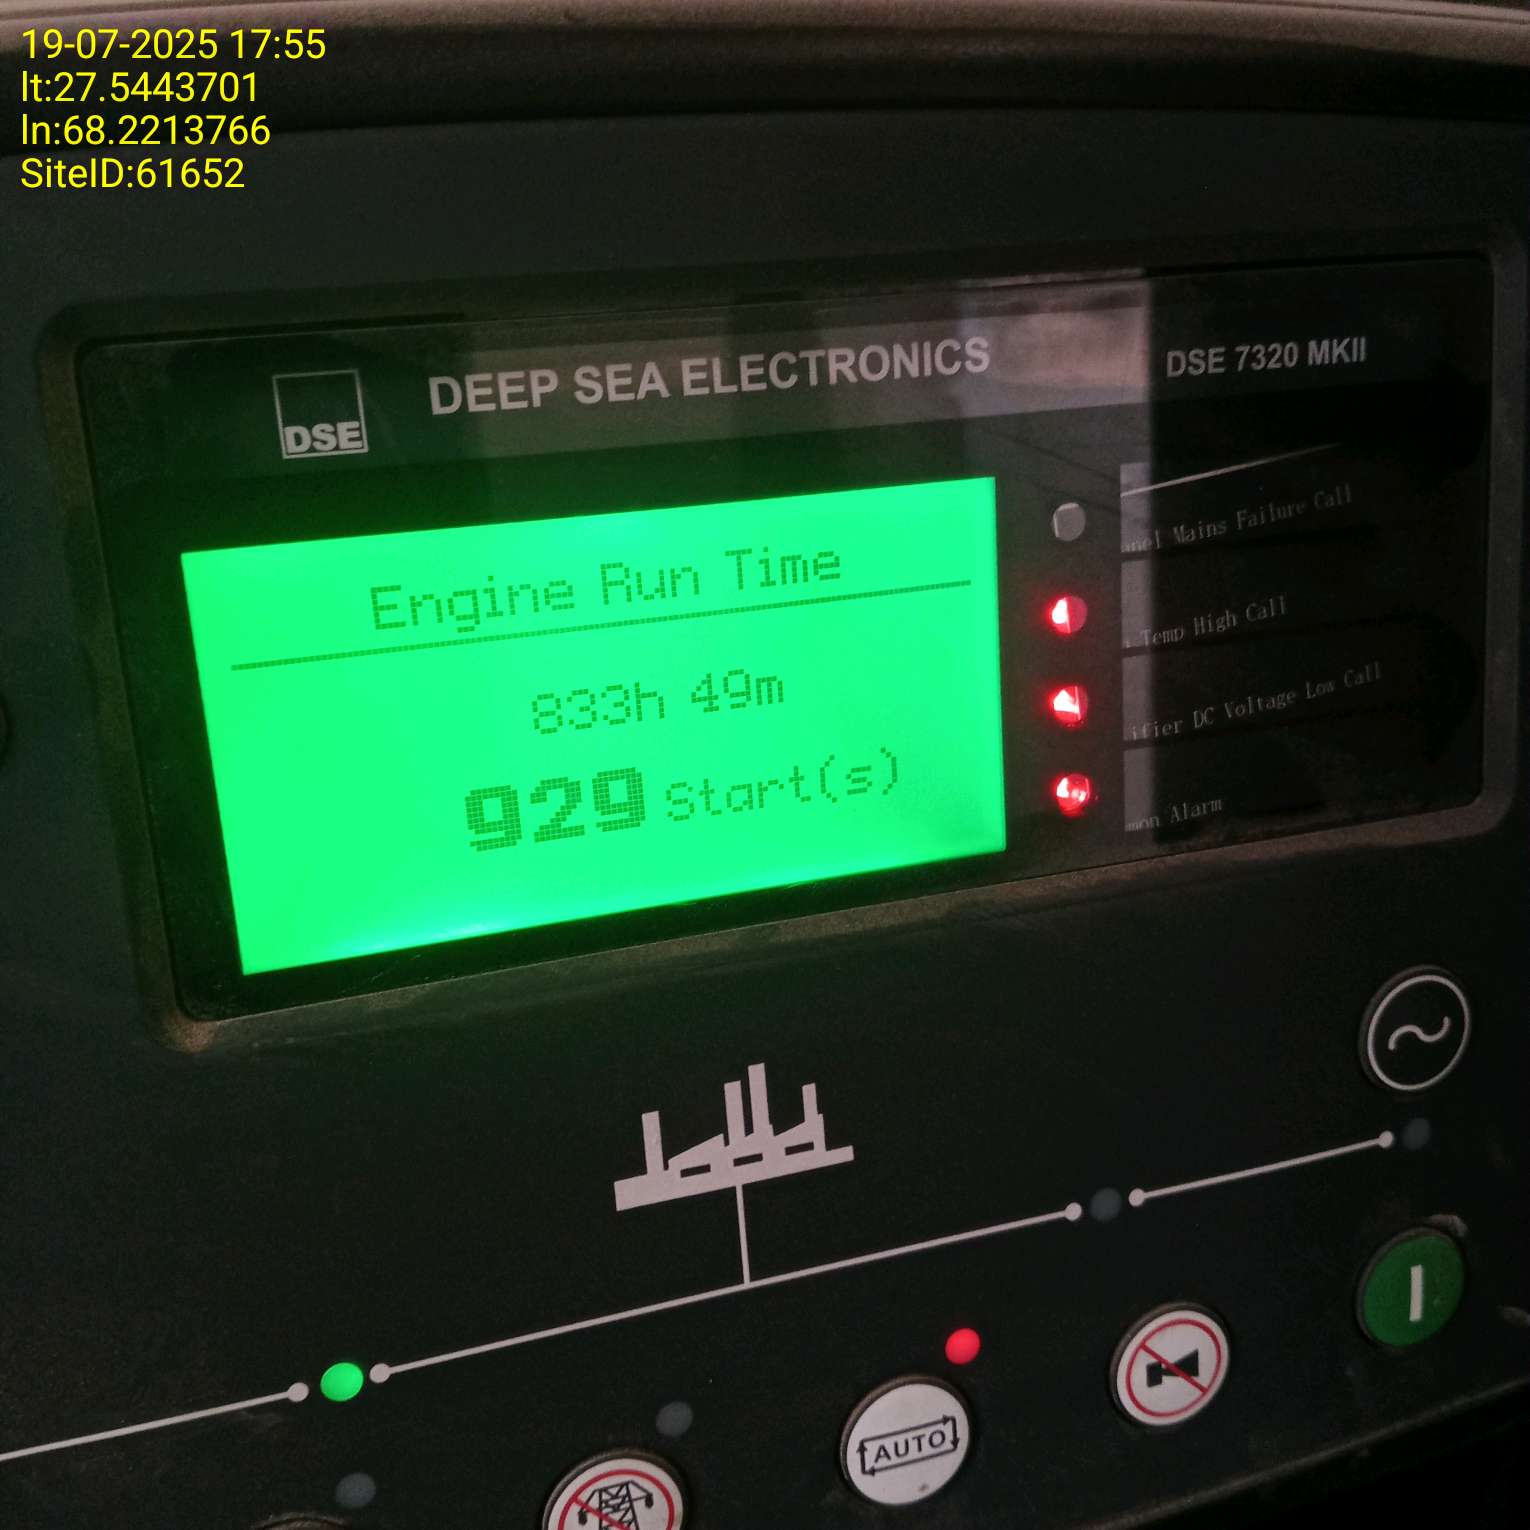 19-07-2025 17:55
lt:27.5443701
ln:68.2213766
SiteID:61652
DSE
DEEP SEA ELECTRONICS
DSE 7320 MKII
Engine Run Time
833h 49m
929 Start(s)
Mains Failure Call
Temp High Call
DC Voltage Low Call
Alarm
AUTO